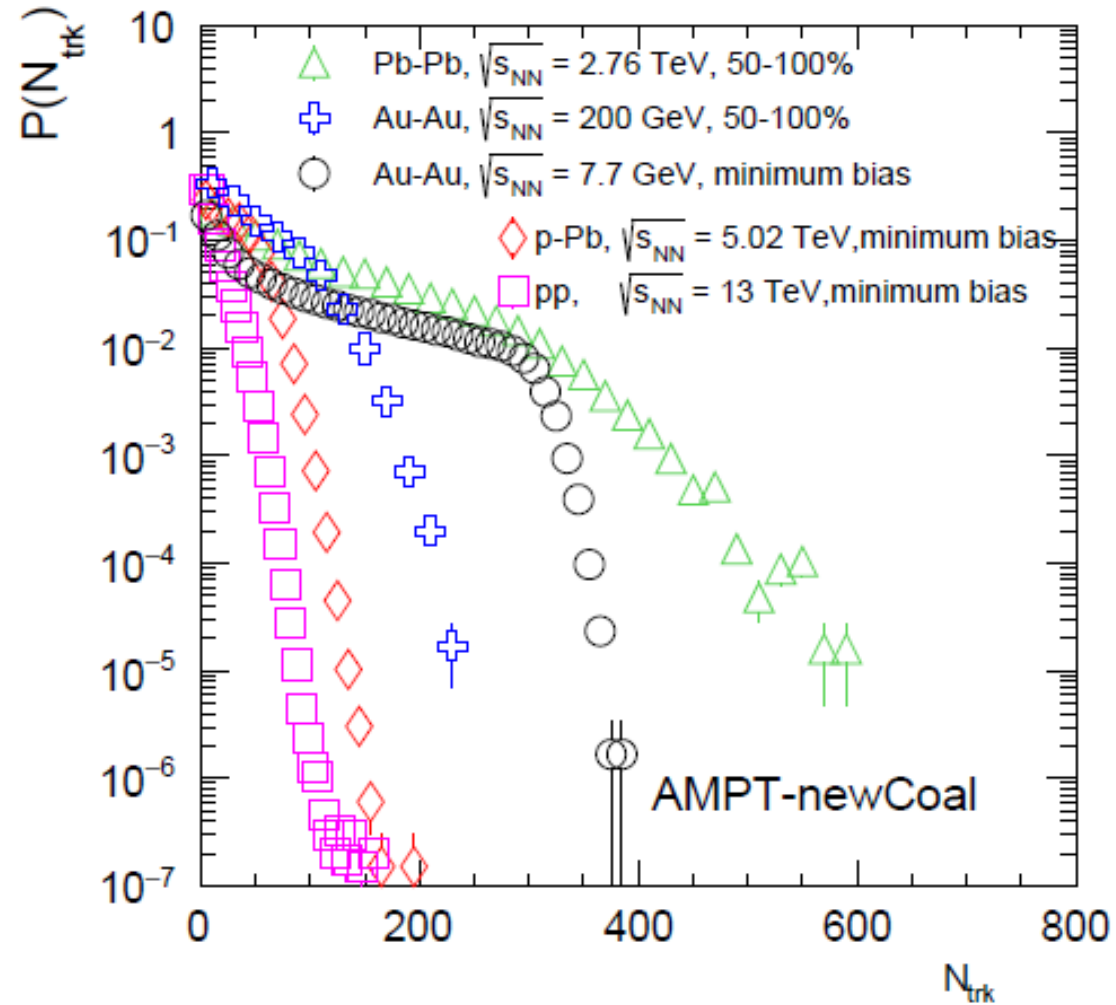 P(N_trk)
10
1
10⁻¹
10⁻²
10⁻³
10⁻⁴
10⁻⁵
10⁻⁶
10⁻⁷
Pb-Pb, √s_NN = 2.76 TeV, 50-100%
Au-Au, √s_NN = 200 GeV, 50-100%
Au-Au, √s_NN = 7.7 GeV, minimum bias
p-Pb, √s_NN = 5.02 TeV,minimum bias
pp, √s_NN = 13 TeV,minimum bias
AMPT-newCoal
0 200 400 600 800
N_trk